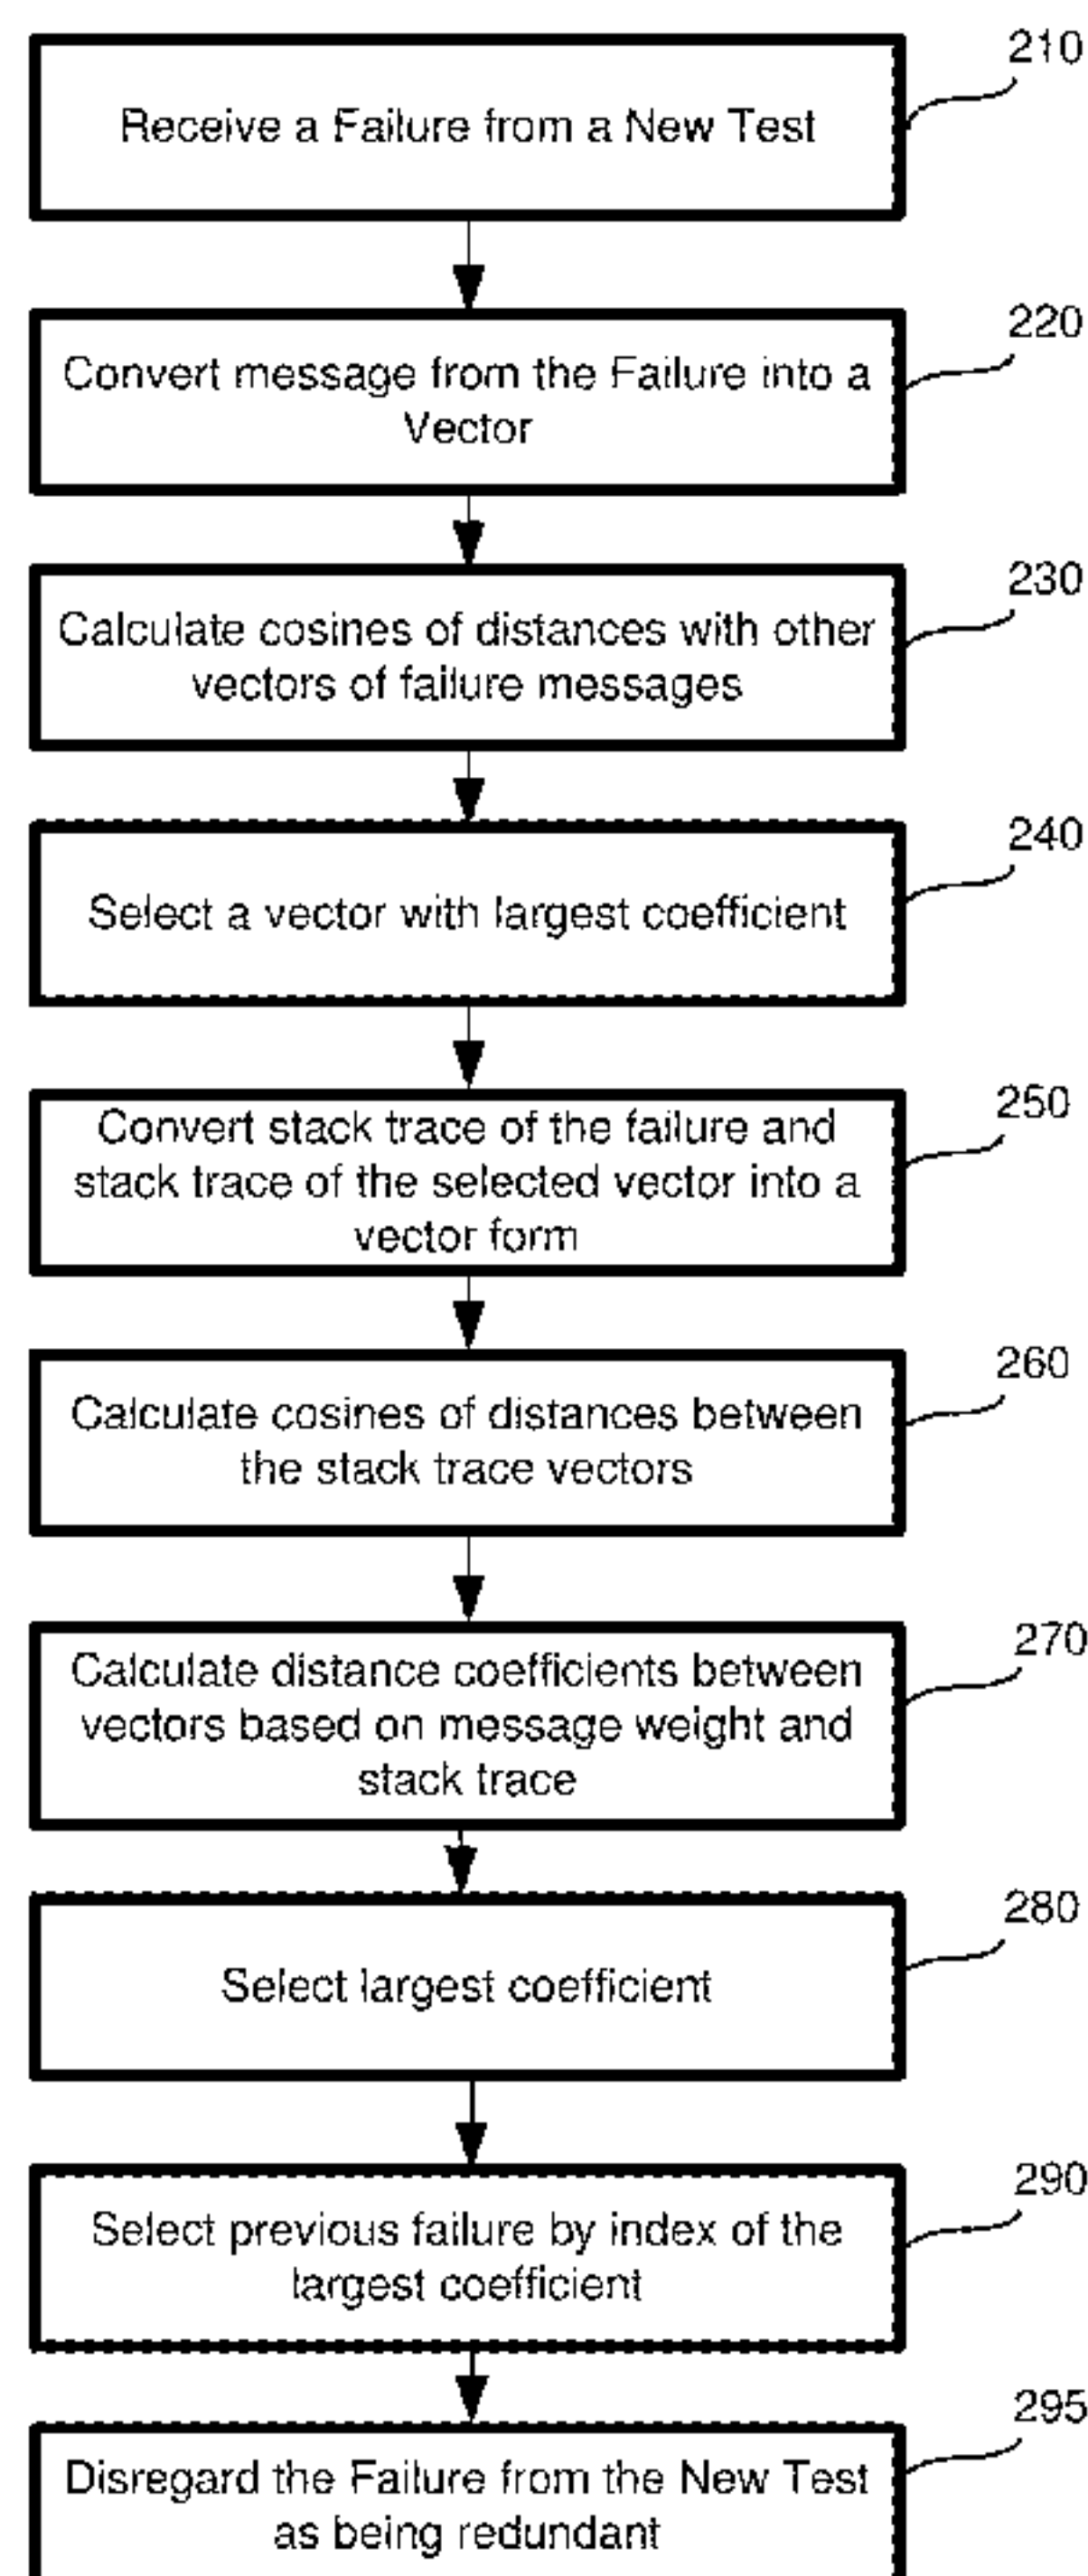 210
Receive a Failure from a New Test
220
Convert message from the Failure into a
Vector
230
Calculate cosines of distances with other
vectors of failure messages
240
Select a vector with largest coefficient
250
Convert stack trace of the failure and
stack trace of the selected vector into a
vector form
260
Calculate cosines of distances between
the stack trace vectors
270
Calculate distance coefficients between
vectors based on message weight and
stack trace
280
Select largest coefficient
290
Select previous failure by index of the
largest coefficient
295
Disregard the Failure from the New Test
as being redundant